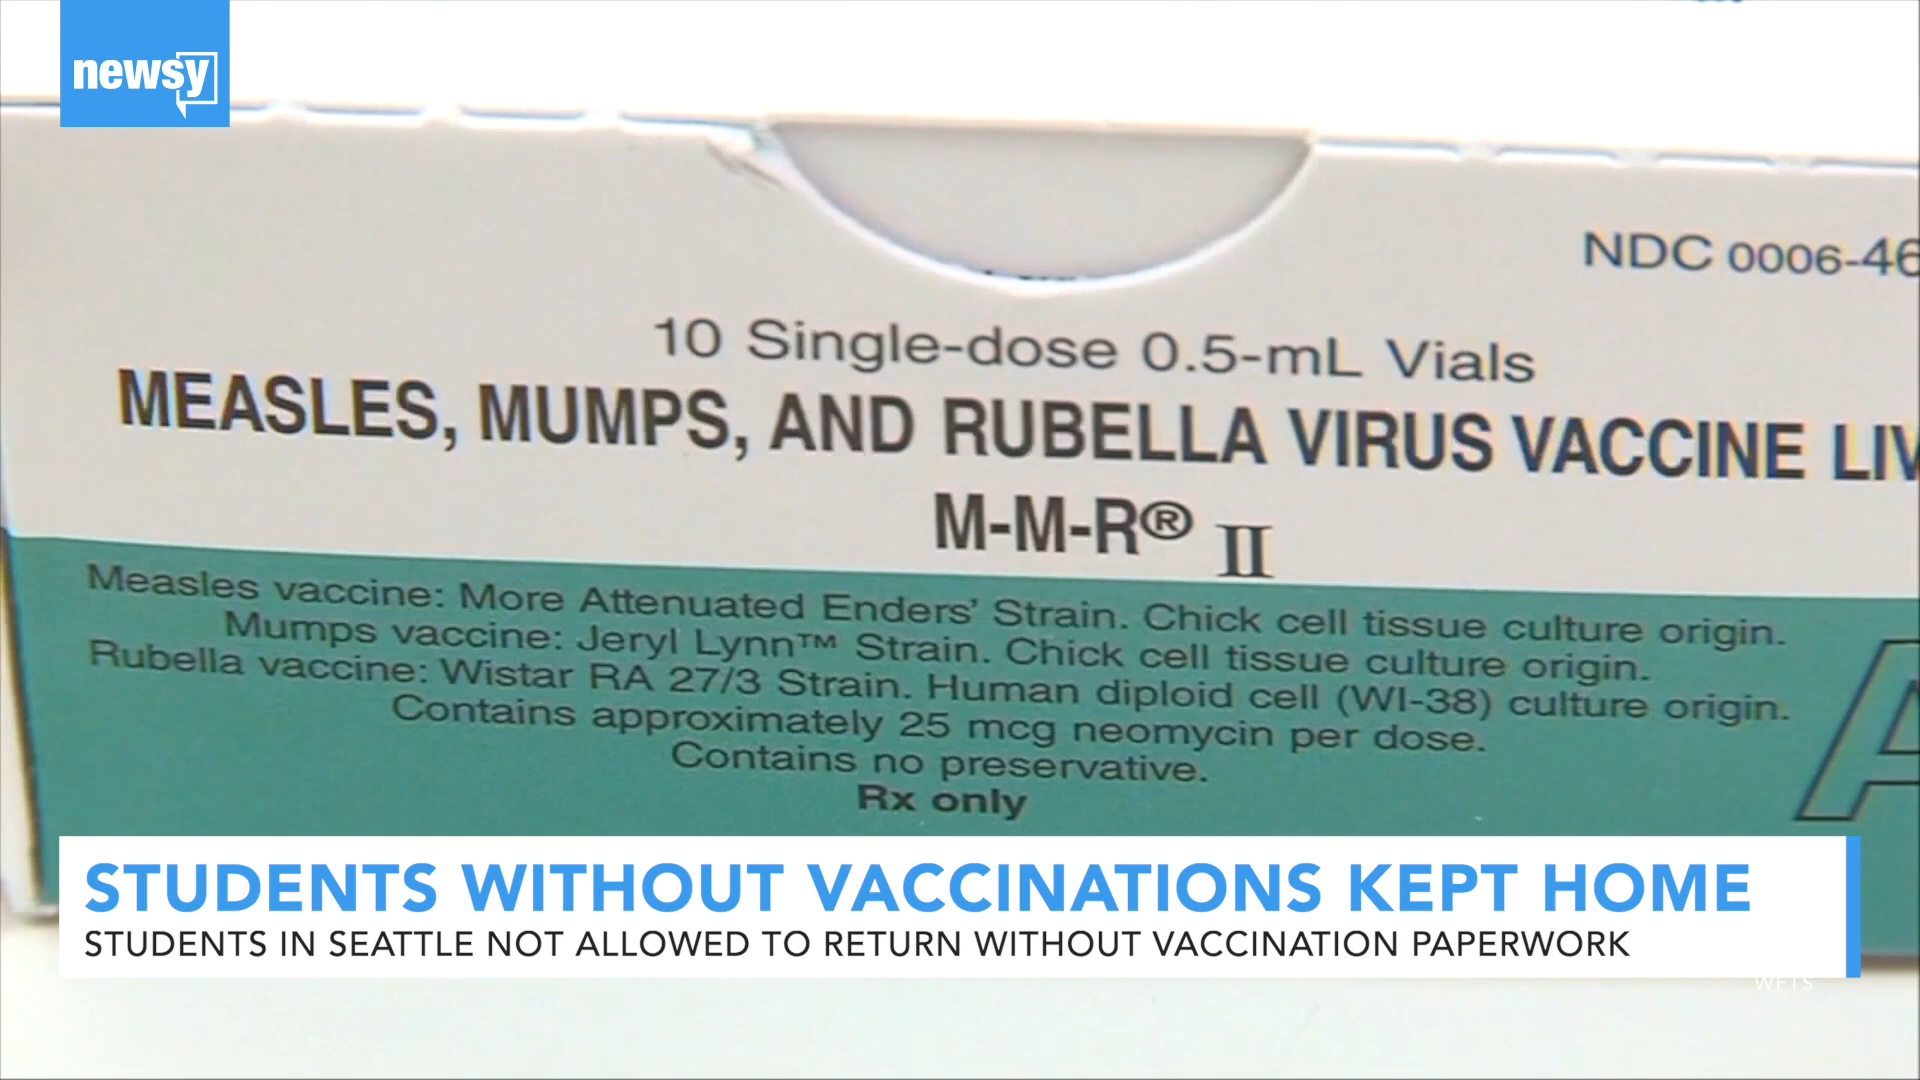 newsy
NDC 0006-46
10 Single-dose 0.5-mL Vials
MEASLES, MUMPS, AND RUBELLA VIRUS VACCINE LIV
M-M-R® II
Measles vaccine: More Attenuated Enders' Strain. Chick cell tissue culture origin.
Mumps vaccine: Jeryl Lynn™ Strain. Chick cell tissue culture origin.
Rubella vaccine: Wistar RA 27/3 Strain. Human diploid cell (WI-38) culture origin.
Contains approximately 25 mcg neomycin per dose.
Contains no preservative.
Rx only
STUDENTS WITHOUT VACCINATIONS KEPT HOME
STUDENTS IN SEATTLE NOT ALLOWED TO RETURN WITHOUT VACCINATION PAPERWORK
WFTS